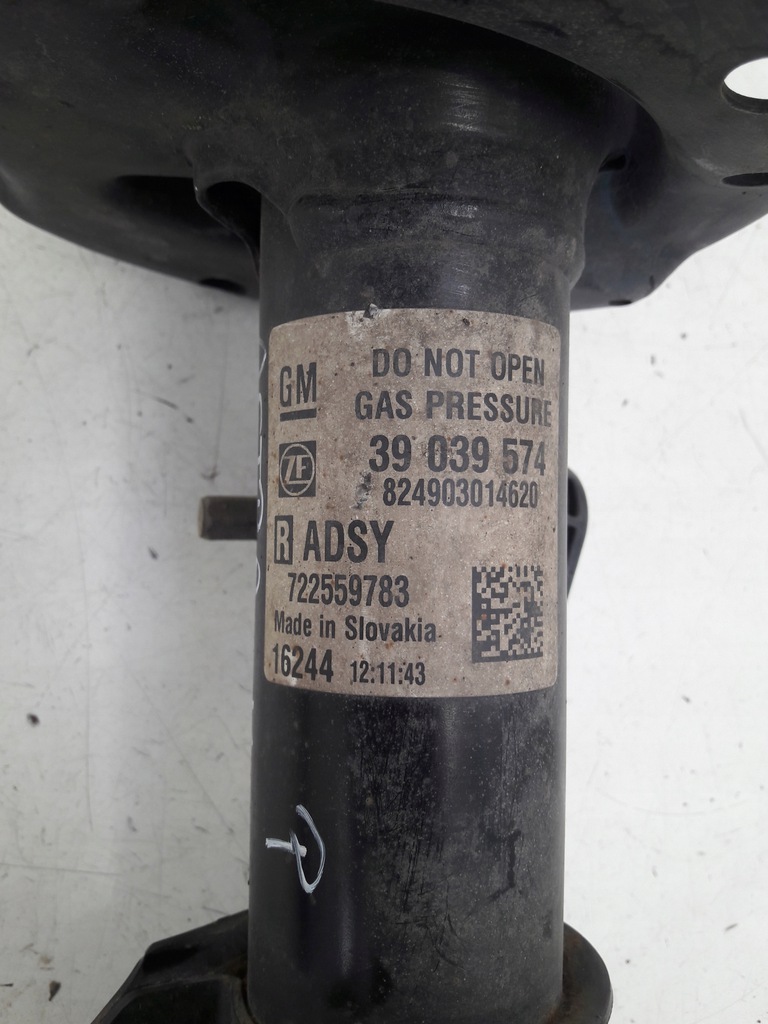 GM
DO NOT OPEN
GAS PRESSURE
ZF
39 039 574
824903014620
R ADSY
722559783
Made in Slovakia
16244 12:11:43